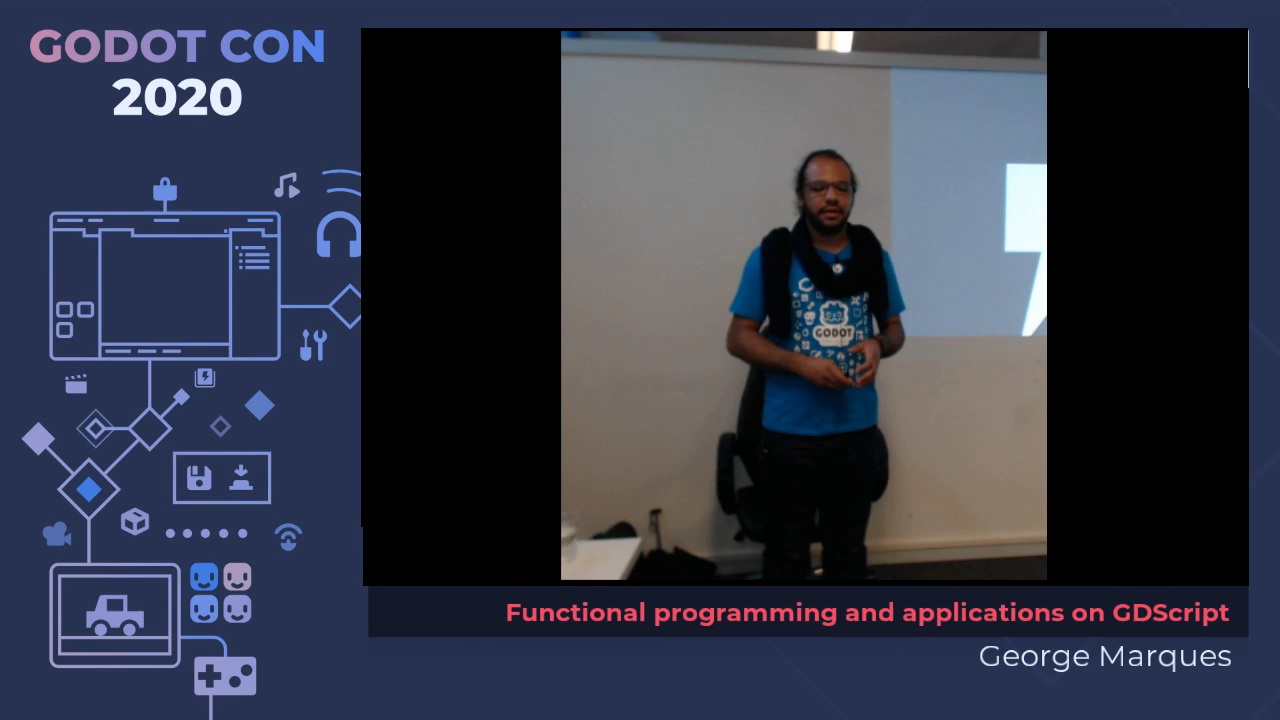 GODOT CON
2020
GODOT
Functional programming and applications on GDScript
George Marques